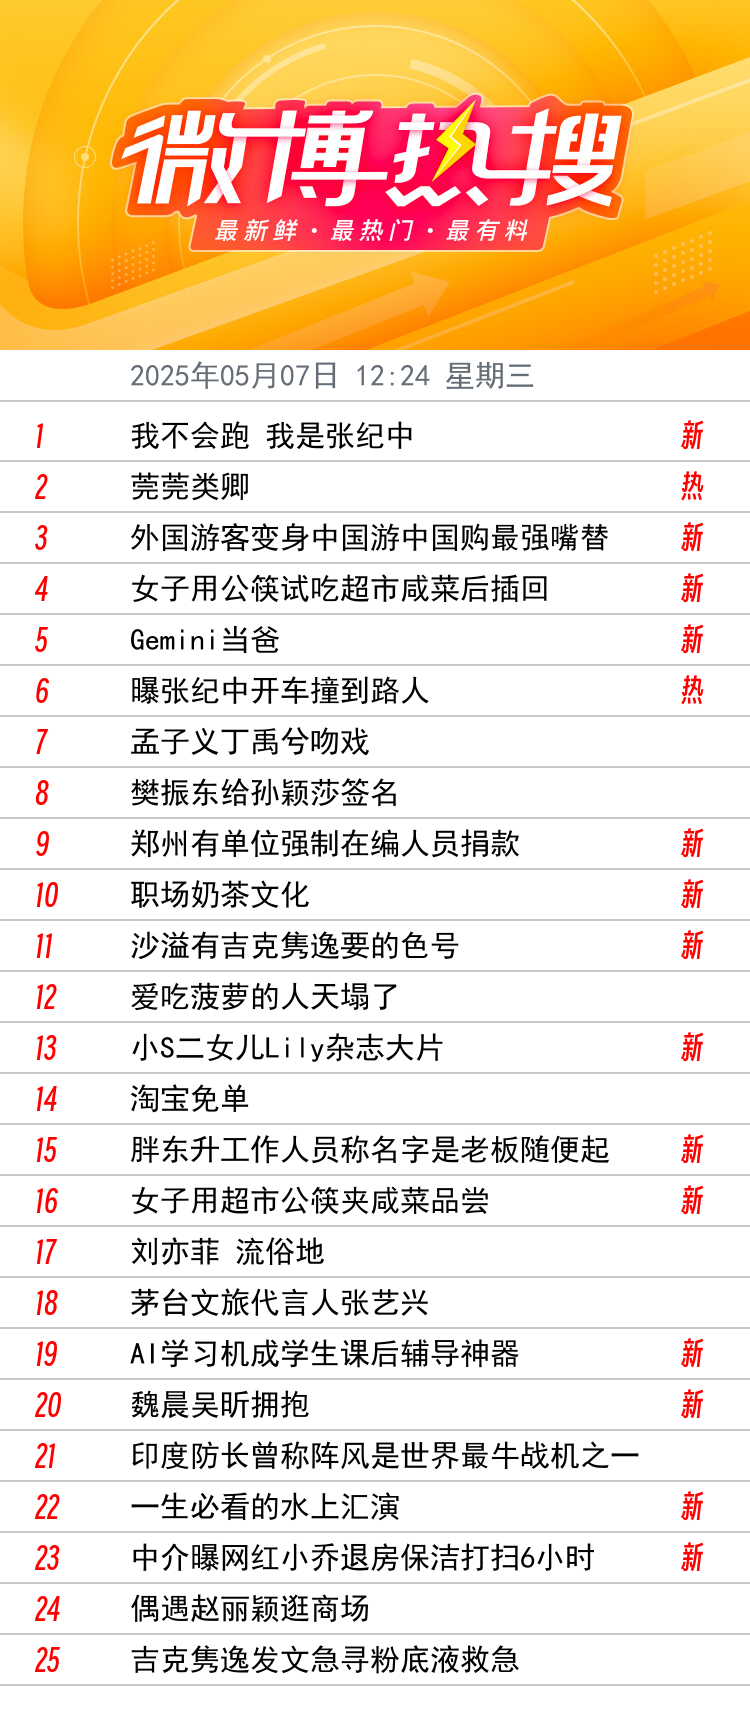 微博热搜
最新鲜·最热门·最有料
2025年05月07日 12:24 星期三
1 我不会跑 我是张纪中 新
2 莞莞类卿 热
3 外国游客变身中国游中国购最强嘴替 新
4 女子用公筷试吃超市咸菜后插回 新
5 Gemini当爸 新
6 曝张纪中开车撞到路人 热
7 孟子义丁禹兮吻戏
8 樊振东给孙颖莎签名
9 郑州有单位强制在编人员捐款 新
10 职场奶茶文化 新
11 沙溢有吉克隽逸要的色号 新
12 爱吃菠萝的人天塌了
13 小S二女儿Lily杂志大片 新
14 淘宝免单
15 胖东升工作人员称名字是老板随便起 新
16 女子用超市公筷夹咸菜品尝 新
17 刘亦菲 流俗地
18 茅台文旅代言人张艺兴
19 AI学习机成学生课后辅导神器 新
20 魏晨吴昕拥抱 新
21 印度防长曾称阵风是世界最牛战机之一
22 一生必看的水上汇演 新
23 中介曝网红小乔退房保洁打扫6小时 新
24 偶遇赵丽颖逛商场
25 吉克隽逸发文急寻粉底液救急